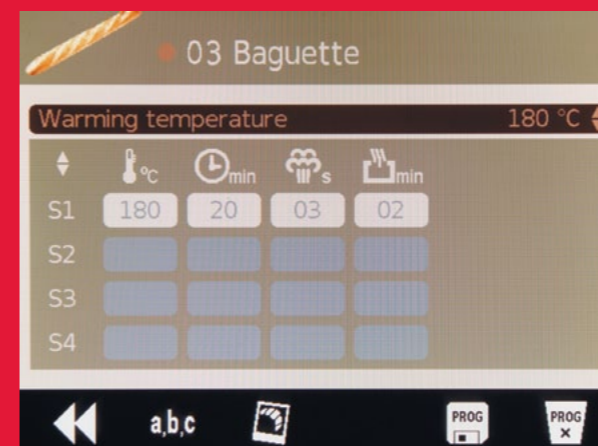 03 Baguette
Warming temperature 180 °C
°C min s min
S1 180 20 03 02
S2
S3
S4
a,b,c PROG PROG